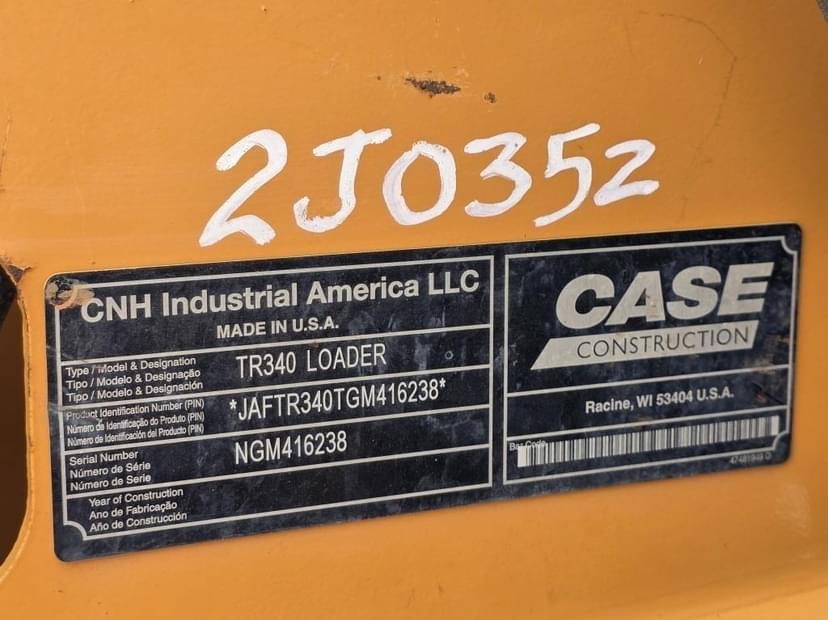 2J0352
CNH Industrial America LLC
MADE IN U.S.A.
Type / Model & Designation
Tipo / Modelo & Designação
Tipo / Modelo & Designación
TR340 LOADER
Product Identification Number (PIN)
Número de Identificação do Produto (PIN)
Número de Identificación del Producto (PIN)
*JAFTR340TGM416238*
Serial Number
Número de Série
Número de Serie
NGM416238
Year of Construction
Ano de Fabricação
Año de Construcción
CASE
CONSTRUCTION
Racine, WI 53404 U.S.A.
Bar Code